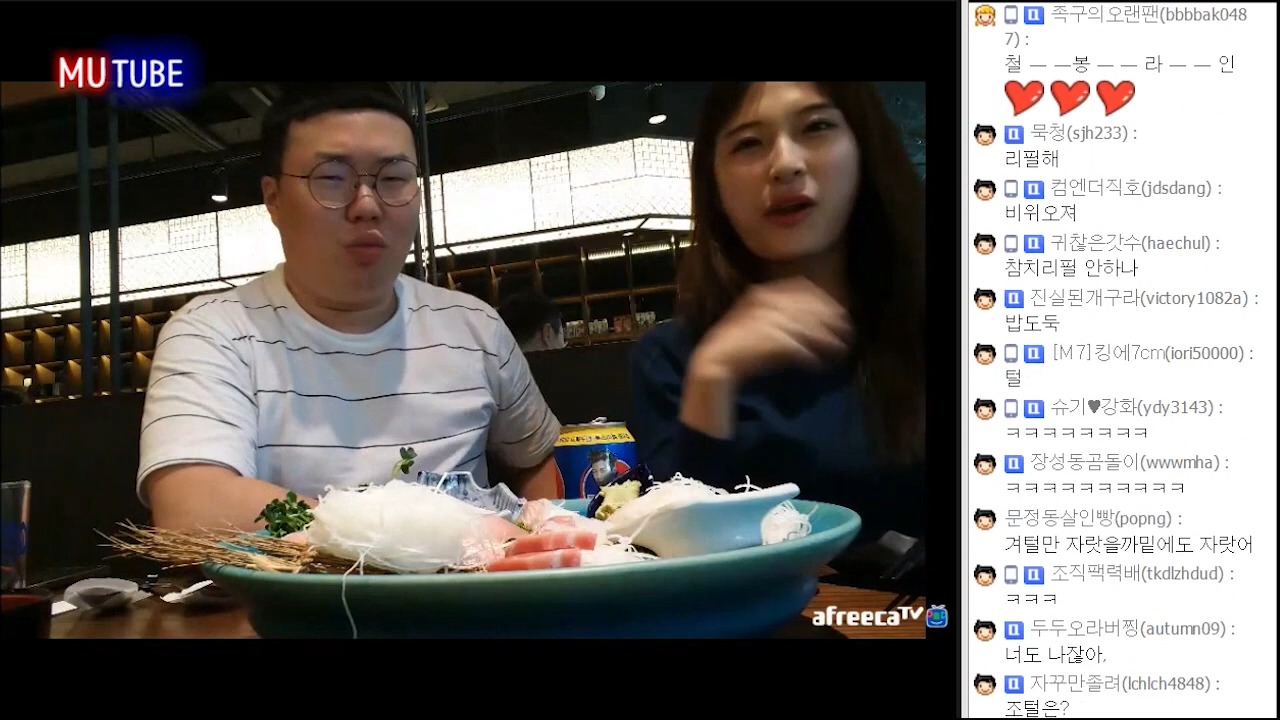 MUTUBE
afreecaTV
족구의오랜팬(bbbbak048
7) :
철 ㅡ ㅡ봉 ㅡ ㅡ 라 ㅡ ㅡ 인
묵청(sjh233) :
리필해
컴엔더직호(jdsdang) :
비위오져
귀찮은갓수(haechul) :
참치리필 안하나
진실된개구라(victory1082a) :
밥도둑
[M7]킹에7cm(iori50000) :
털
슈기♥강화(ydy3143) :
ㅋㅋㅋㅋㅋㅋㅋㅋ
장성동곰돌이(wwwmha) :
ㅋㅋㅋㅋㅋㅋㅋㅋㅋㅋ
문정동살인빵(popng) :
겨털만 자랏을까밑에도 자랏어
조직팩력배(tkdlzhdud) :
ㅋㅋㅋ
두두오라버찡(autumn09) :
너도 나잖아,
자꾸만졸려(lchlch4848) :
조털은?